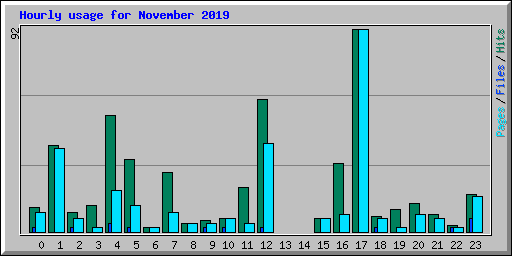 Hourly usage for November 2019
92
Pages/Files/Hits
0 1 2 3 4 5 6 7 8 9 10 11 12 13 14 15 16 17 18 19 20 21 22 23